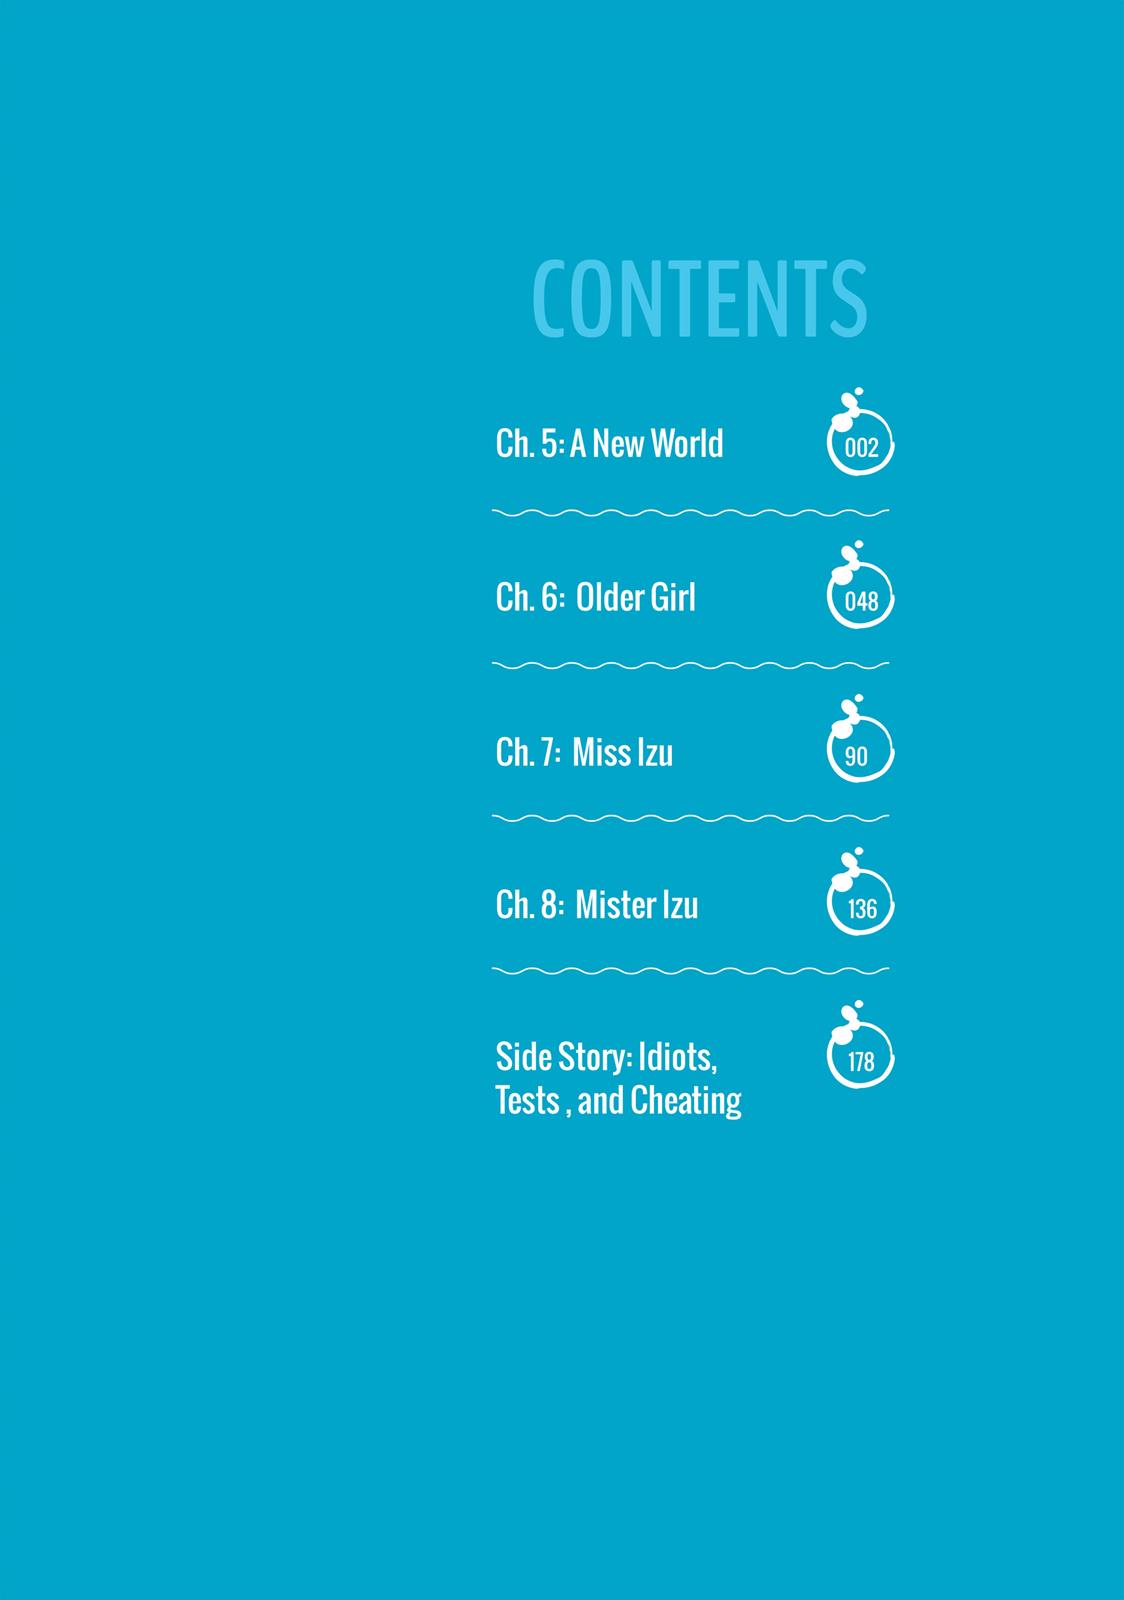 CONTENTS
Ch. 5: A New World 002
Ch. 6: Older Girl 048
Ch. 7: Miss Izu 90
Ch. 8: Mister Izu 136
Side Story: Idiots, 178
Tests , and Cheating